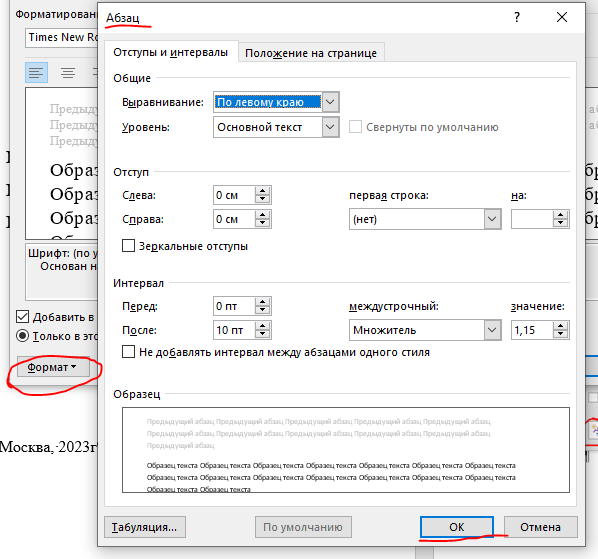 Форматирован
Times New Ro
Предыду
Предыду
Предыду
Образ
Образ
Образ
Образ
Шрифт: (по у
Основан н
Добавить в
Только в это
Формат
Москва,·2023г
Абзац
?
Отступы и интервалы Положение на странице
Общие
Выравнивание: По левому краю
Уровень: Основной текст Свернуты по умолчанию
Отступ
Слева: 0 см первая строка: на:
Справа: 0 см (нет)
Зеркальные отступы
Интервал
Перед: 0 пт междустрочный: значение:
После: 10 пт Множитель 1,15
Не добавлять интервал между абзацами одного стиля
Образец
Предыдущий абзац Предыдущий абзац Предыдущий абзац Предыдущий абзац Предыдущий абзац
Предыдущий абзац Предыдущий абзац Предыдущий абзац Предыдущий абзац Предыдущий абзац
Предыдущий абзац
Образец текста Образец текста Образец текста Образец текста Образец текста Образец текста Образец текста
Образец текста Образец текста Образец текста Образец текста Образец текста Образец текста Образец текста
Образец текста Образец текста
Табуляция... По умолчанию ОК Отмена